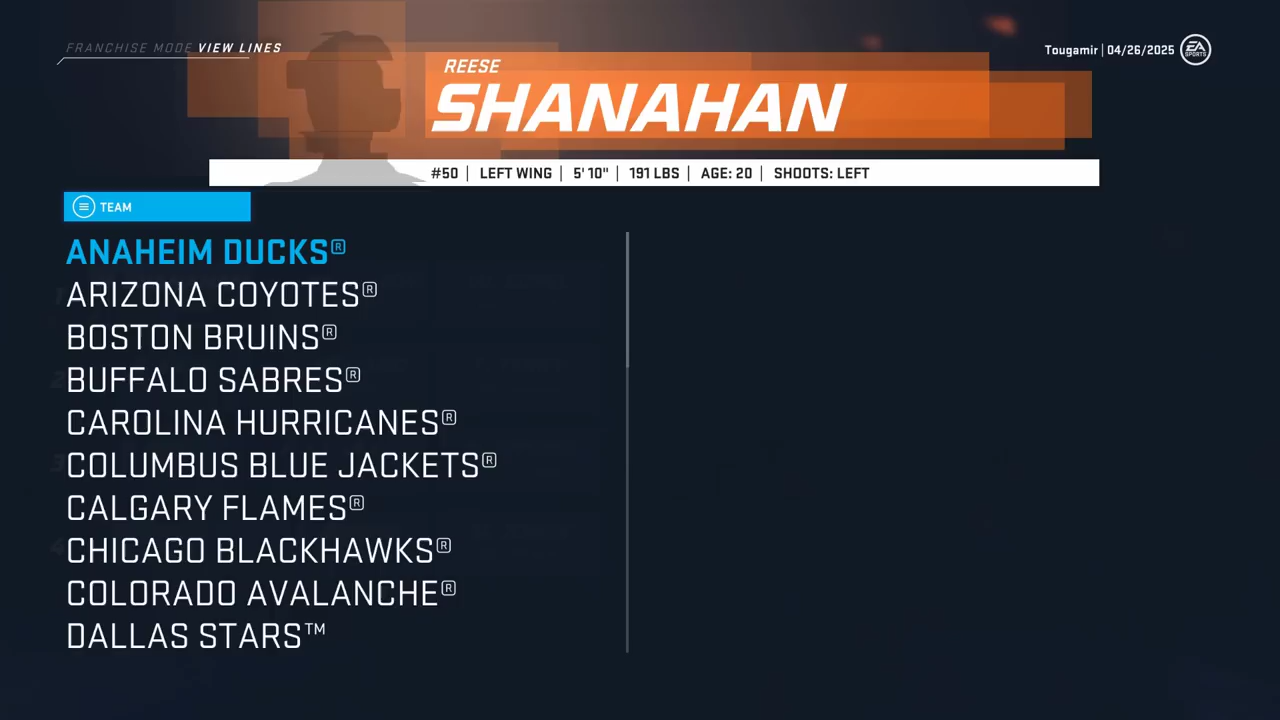 FRANCHISE MODE VIEW LINES
Tougamir | 04/26/2025
EA SPORTS
REESE
SHANAHAN
#50 | LEFT WING | 5' 10" | 191 LBS | AGE: 20 | SHOOTS: LEFT
TEAM
ANAHEIM DUCKS®
ARIZONA COYOTES®
BOSTON BRUINS®
BUFFALO SABRES®
CAROLINA HURRICANES®
COLUMBUS BLUE JACKETS®
CALGARY FLAMES®
CHICAGO BLACKHAWKS®
COLORADO AVALANCHE®
DALLAS STARS™